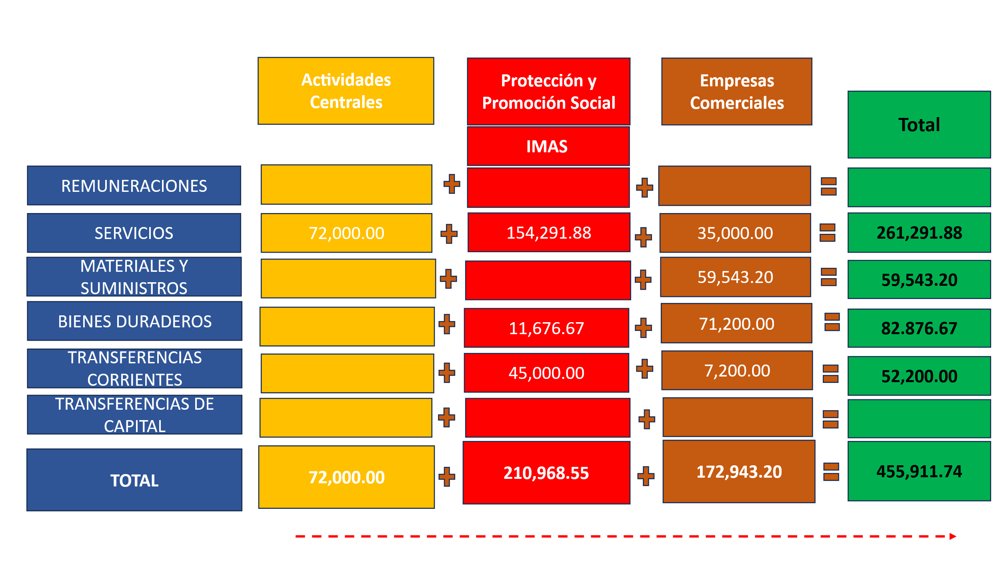 Actividades
Centrales
Protección y
Promoción Social
Empresas
Comerciales
Total
IMAS
REMUNERACIONES
SERVICIOS
72,000.00
154,291.88
35,000.00
261,291.88
MATERIALES Y
SUMINISTROS
59,543.20
59,543.20
BIENES DURADEROS
11,676.67
71,200.00
82.876.67
TRANSFERENCIAS
CORRIENTES
45,000.00
7,200.00
52,200.00
TRANSFERENCIAS DE
CAPITAL
TOTAL
72,000.00
210,968.55
172,943.20
455,911.74